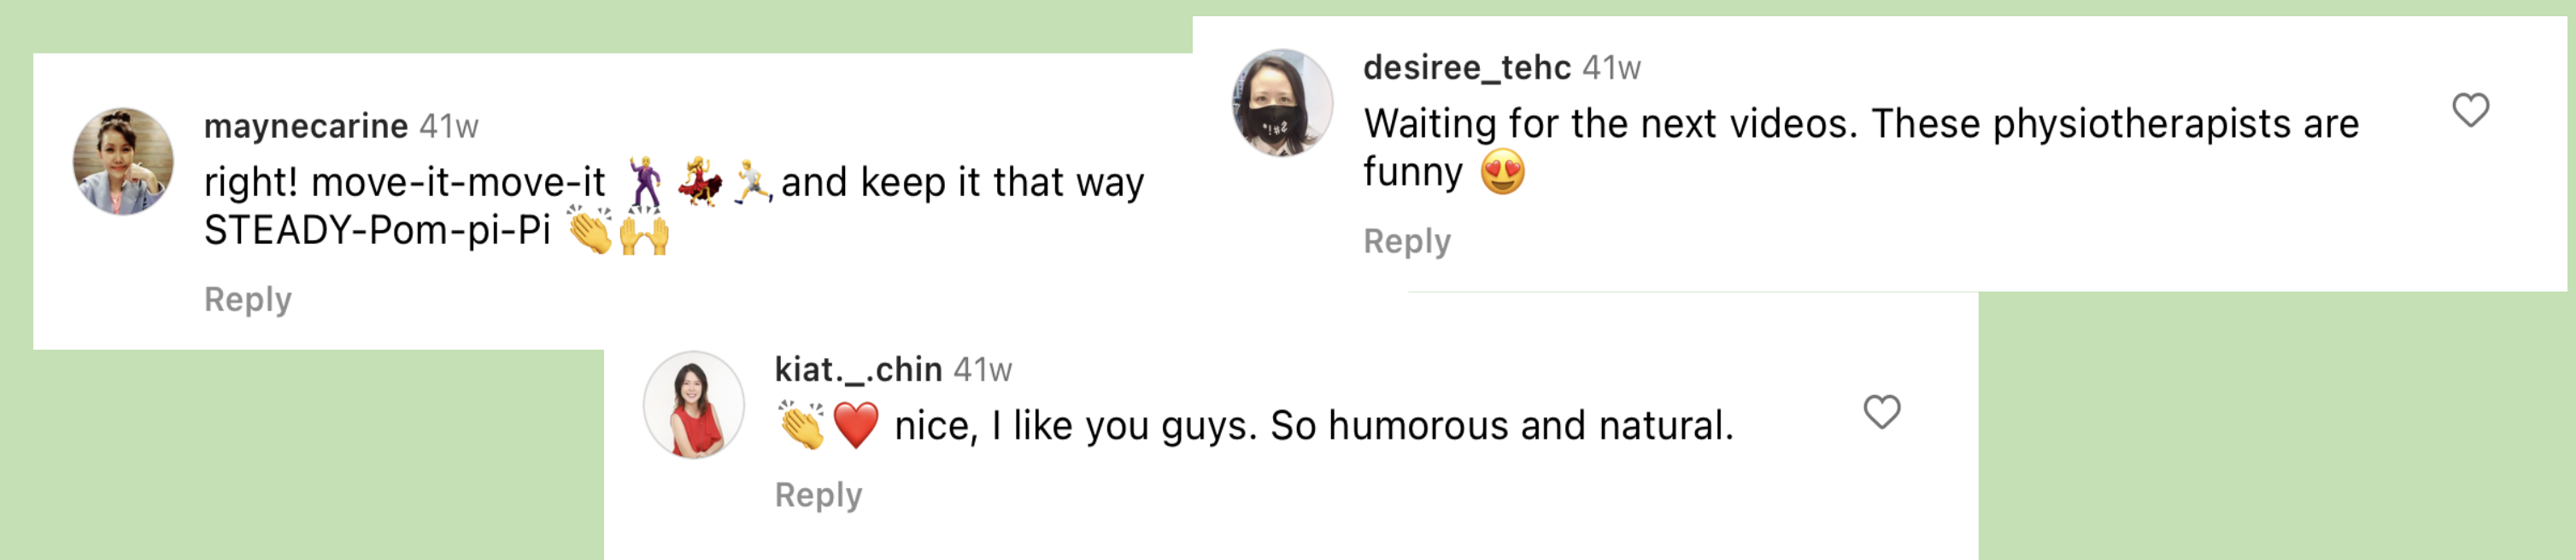 maynecarine 41w
right! move-it-move-it 🕺💃🏃,and keep it that way
STEADY-Pom-pi-Pi 👏🙌
Reply
desiree_tehc 41w
Waiting for the next videos. These physiotherapists are
funny 😍
Reply
kiat._.chin 41w
👏❤️ nice, I like you guys. So humorous and natural.
Reply